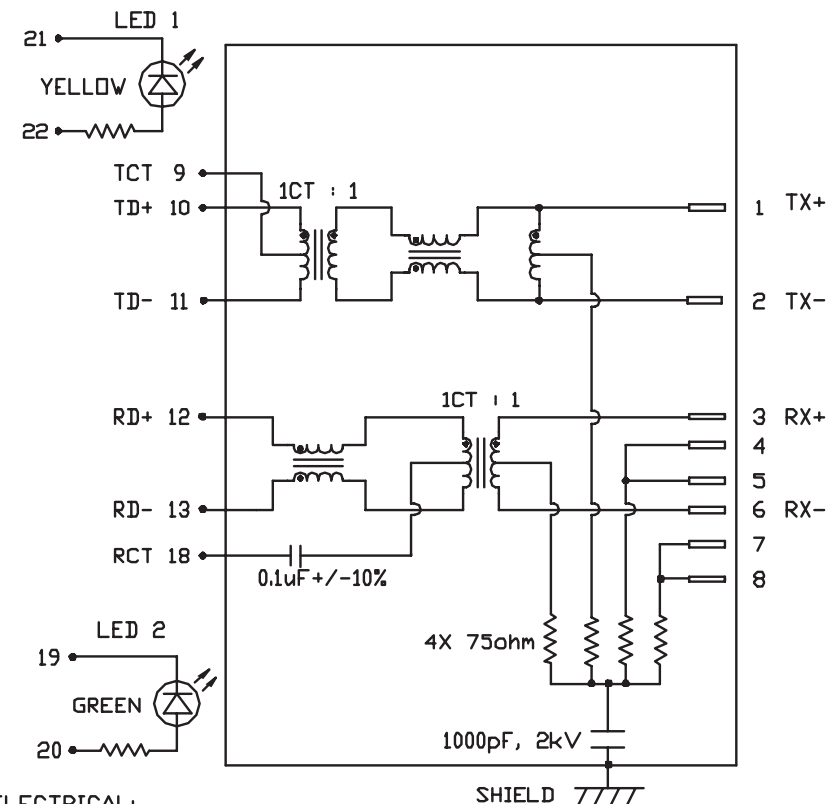 LED 1
21
YELLOW
22
TCT 9
1CT : 1
TD+ 10
1 TX+
TD- 11
2 TX-
1CT : 1
RD+ 12
3 RX+
4
5
RD- 13
6 RX-
7
RCT 18
8
0.1uF+/-10%
LED 2
4X 75ohm
19
GREEN
20
1000pF, 2kV
SHIELD
ELECTRICAL: